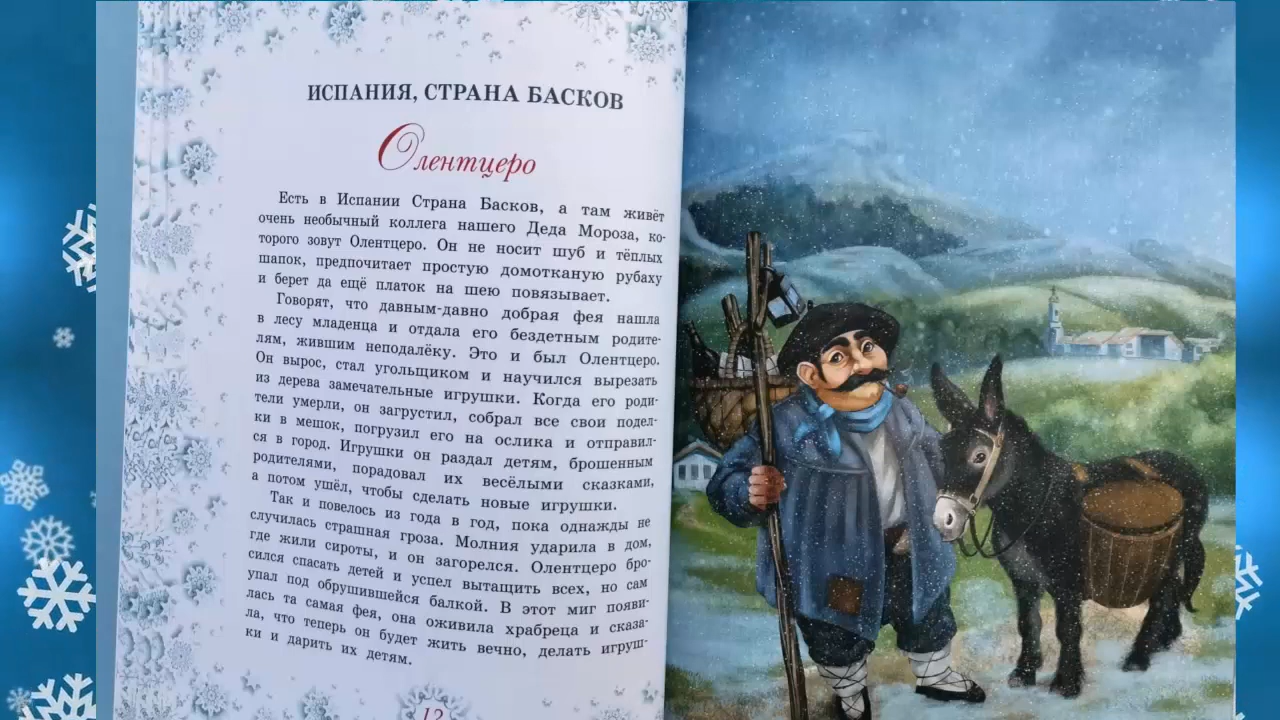 ИСПАНИЯ, СТРАНА БАСКОВ
Олентцеро
Есть в Испании Страна Басков, а там живёт
очень необычный коллега нашего Деда Мороза, ко-
торого зовут Олентцеро. Он не носит шуб и тёплых
шапок, предпочитает простую домотканую рубаху
и берет да ещё платок на шею повязывает.
Говорят, что давным-давно добрая фея нашла
в лесу младенца и отдала его бездетным родите-
лям, жившим неподалёку. Это и был Олентцеро.
Он вырос, стал угольщиком и научился вырезать
из дерева замечательные игрушки. Когда его роди-
тели умерли, он загрустил, собрал все свои подел-
ки в мешок, погрузил его на ослика и отправил-
ся в город. Игрушки он раздал детям, брошенным
родителями, порадовал их весёлыми сказками,
а потом ушёл, чтобы сделать новые игрушки.
Так и повелось из года в год, пока однажды не
случилась страшная гроза. Молния ударила в дом,
где жили сироты, и он загорелся. Олентцеро бро-
сился спасать детей и успел вытащить всех, но сам
упал под обрушившейся балкой. В этот миг появи-
лась та самая фея, она оживила храбреца и сказа-
ла, что теперь он будет жить вечно, делать игруш-
ки и дарить их детям.
12